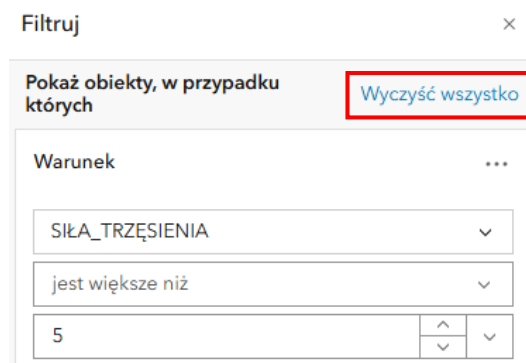 Filtruj
Pokaż obiekty, w przypadku
których
Wyczyść wszystko
Warunek
SIŁA_TRZĘSIENIA
jest większe niż
5